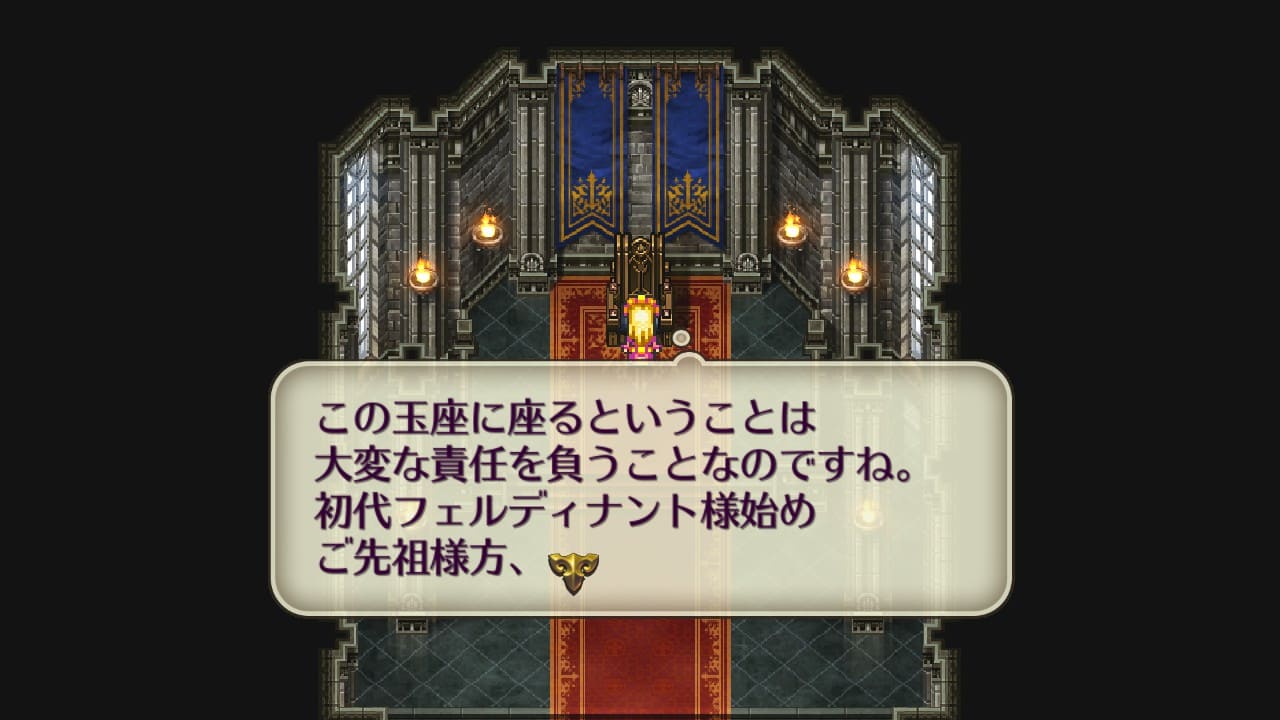 この玉座に座るということは
大変な責任を負うことなのですね。
初代フェルディナント様始め
ご先祖様方、